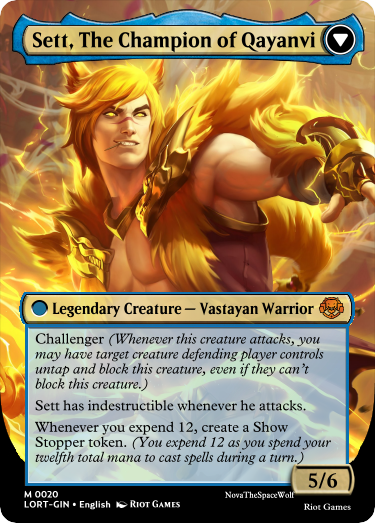 Sett, The Champion of Qayanvi
Legendary Creature — Vastayan Warrior
Challenger (Whenever this creature attacks, you
may have target creature defending player controls
untap and block this creature, even if they can't
block this creature.)
Sett has indestructible whenever he attacks.
Whenever you expend 12, create a Show
Stopper token. (You expend 12 as you spend your
twelfth total mana to cast spells during a turn.)
5/6
M 0020
LORT-GIN • English Riot Games
NovaTheSpaceWolf
Riot Games